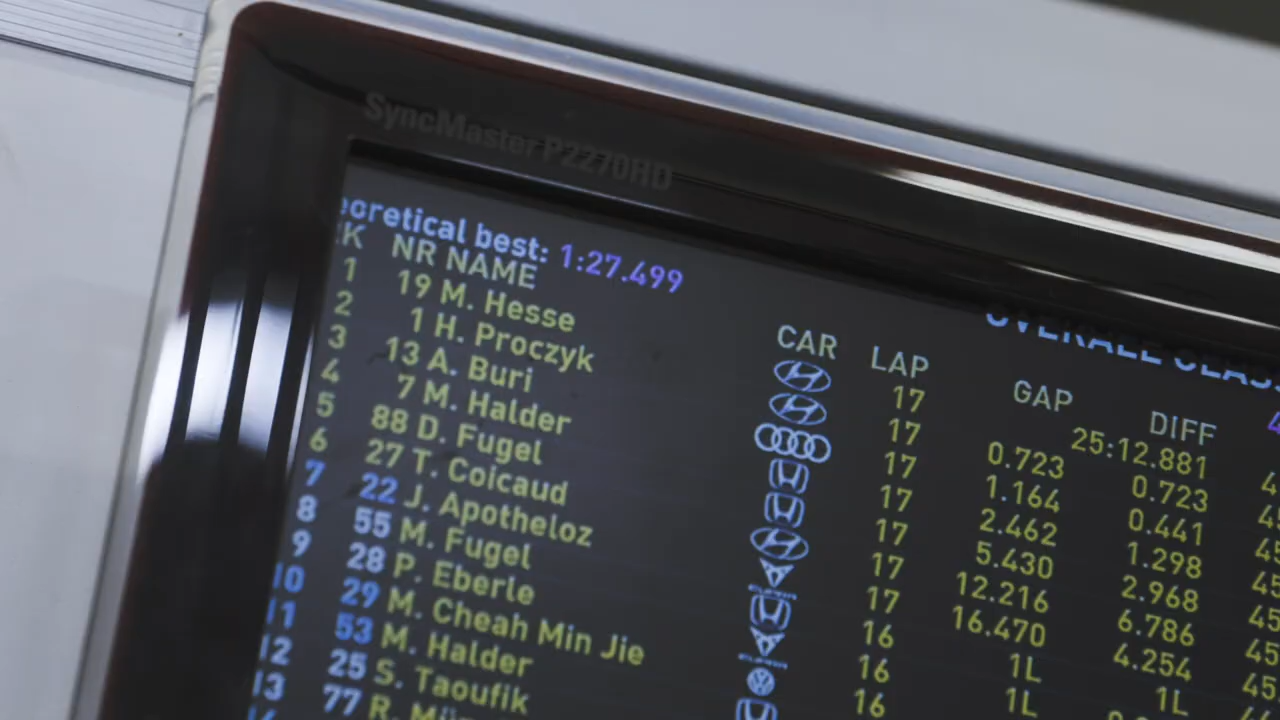 SyncMaster P2270HD
eoretical best: 1:27.499
OVERALL CLAS
K NR NAME CAR LAP GAP DIFF
1 19 M. Hesse 17 25:12.881
2 1 H. Proczyk 17 0.723 0.723
3 13 A. Buri 17 1.164 0.441
4 7 M. Halder 17 2.462 1.298
5 88 D. Fugel 17 5.430 2.968
6 27 T. Coicaud 17 12.216 6.786
7 22 J. Apotheloz 17 16.470 4.254
8 55 M. Fugel 16 1L 1L
9 28 P. Eberle 16 1L
10 29 M. Cheah Min Jie 16
11 53 M. Halder
12 25 S. Taoufik
13 77 R.